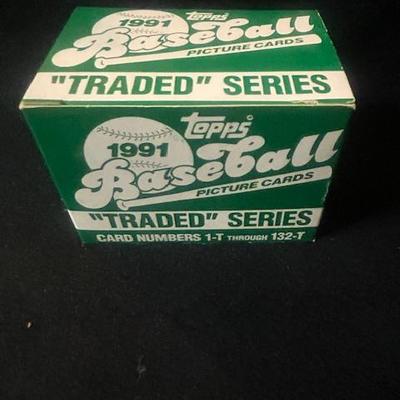 TOPPS
1991
Baseball
PICTURE CARDS
"TRADED" SERIES
TOPPS
1991
Baseball
PICTURE CARDS
"TRADED" SERIES
CARD NUMBERS 1-T THROUGH 132-T